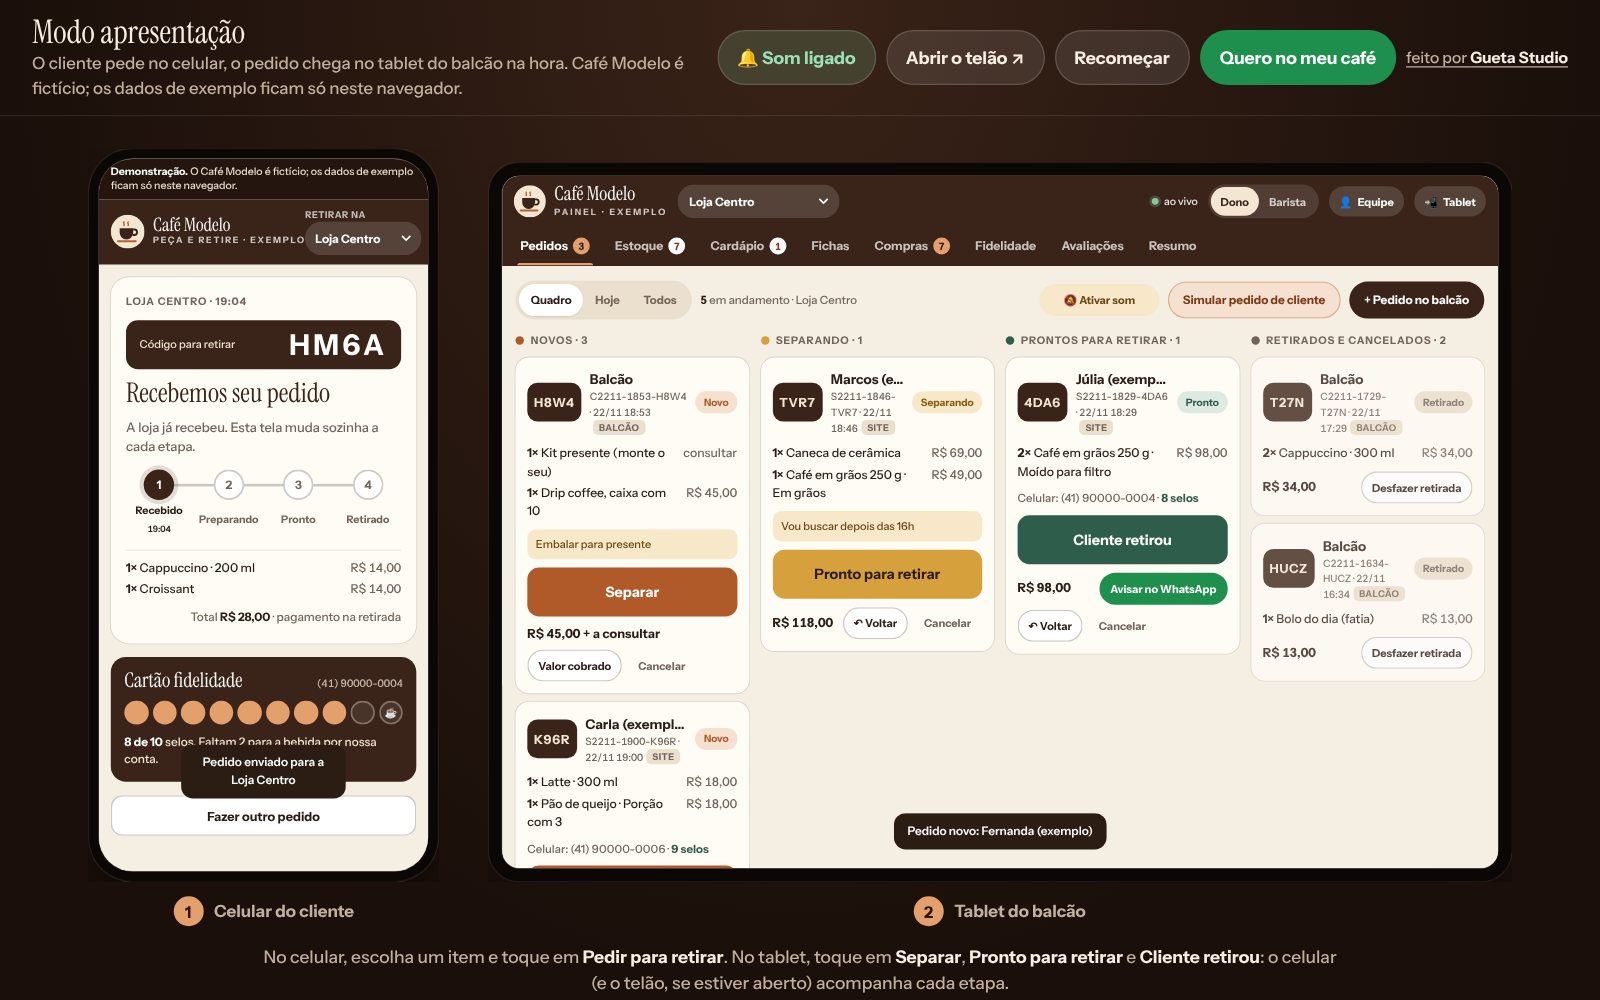 Modo apresentação
O cliente pede no celular, o pedido chega no tablet do balcão na hora. Café Modelo é
fictício; os dados de exemplo ficam só neste navegador.
🔔 Som ligado
Abrir o telão ↗
Recomeçar
Quero no meu café
feito por Gueta Studio
Demonstração. O Café Modelo é fictício; os dados de exemplo
ficam só neste navegador.
Café Modelo
PEÇA E RETIRE · EXEMPLO
RETIRAR NA
Loja Centro
LOJA CENTRO · 19:04
Código para retirar
HM6A
Recebemos seu pedido
A loja já recebeu. Esta tela muda sozinha a
cada etapa.
1 2 3 4
Recebido Preparando Pronto Retirado
19:04
1× Cappuccino · 200 ml R$ 14,00
1× Croissant R$ 14,00
Total R$ 28,00 · pagamento na retirada
Cartão fidelidade
(41) 90000-0004
8 de 10 selos. Faltam 2 para a bebida por nossa
conta.
Pedido enviado para a
Loja Centro
Fazer outro pedido
Café Modelo
PAINEL · EXEMPLO
Loja Centro
ao vivo
Dono
Barista
👤 Equipe
📲 Tablet
Pedidos 3
Estoque 7
Cardápio 1
Fichas
Compras 7
Fidelidade
Avaliações
Resumo
Quadro
Hoje
Todos
5 em andamento · Loja Centro
🔕 Ativar som
Simular pedido de cliente
+ Pedido no balcão
NOVOS · 3
H8W4
Balcão
C2211-1853-H8W4
· 22/11 18:53
BALCÃO
Novo
1× Kit presente (monte o consultar
seu)
1× Drip coffee, caixa com R$ 45,00
10
Embalar para presente
Separar
R$ 45,00 + a consultar
Valor cobrado
Cancelar
K96R
Carla (exempl...
S2211-1900-K96R ·
22/11 19:00 SITE
Novo
1× Latte · 300 ml R$ 18,00
1× Pão de queijo · Porção R$ 18,00
com 3
Celular: (41) 90000-0006 · 9 selos
SEPARANDO · 1
TVR7
Marcos (e...
S2211-1846-
TVR7 · 22/11
18:46 SITE
Separando
1× Caneca de cerâmica R$ 69,00
1× Café em grãos 250 g · R$ 49,00
Em grãos
Vou buscar depois das 16h
Pronto para retirar
R$ 118,00
↶ Voltar
Cancelar
PRONTOS PARA RETIRAR · 1
4DA6
Júlia (exemp...
S2211-1829-4DA6
· 22/11 18:29
SITE
Pronto
2× Café em grãos 250 g · R$ 98,00
Moído para filtro
Celular: (41) 90000-0004 · 8 selos
Cliente retirou
R$ 98,00
Avisar no WhatsApp
↶ Voltar
Cancelar
RETIRADOS E CANCELADOS · 2
T27N
Balcão
C2211-1729-
T27N · 22/11
17:29 BALCÃO
Retirado
2× Cappuccino · 300 ml R$ 34,00
R$ 34,00
Desfazer retirada
HUCZ
Balcão
C2211-1634-
HUCZ · 22/11
16:34 BALCÃO
Retirado
1× Bolo do dia (fatia) R$ 13,00
R$ 13,00
Desfazer retirada
Pedido novo: Fernanda (exemplo)
1 Celular do cliente
2 Tablet do balcão
No celular, escolha um item e toque em Pedir para retirar. No tablet, toque em Separar, Pronto para retirar e Cliente retirou: o celular
(e o telão, se estiver aberto) acompanha cada etapa.